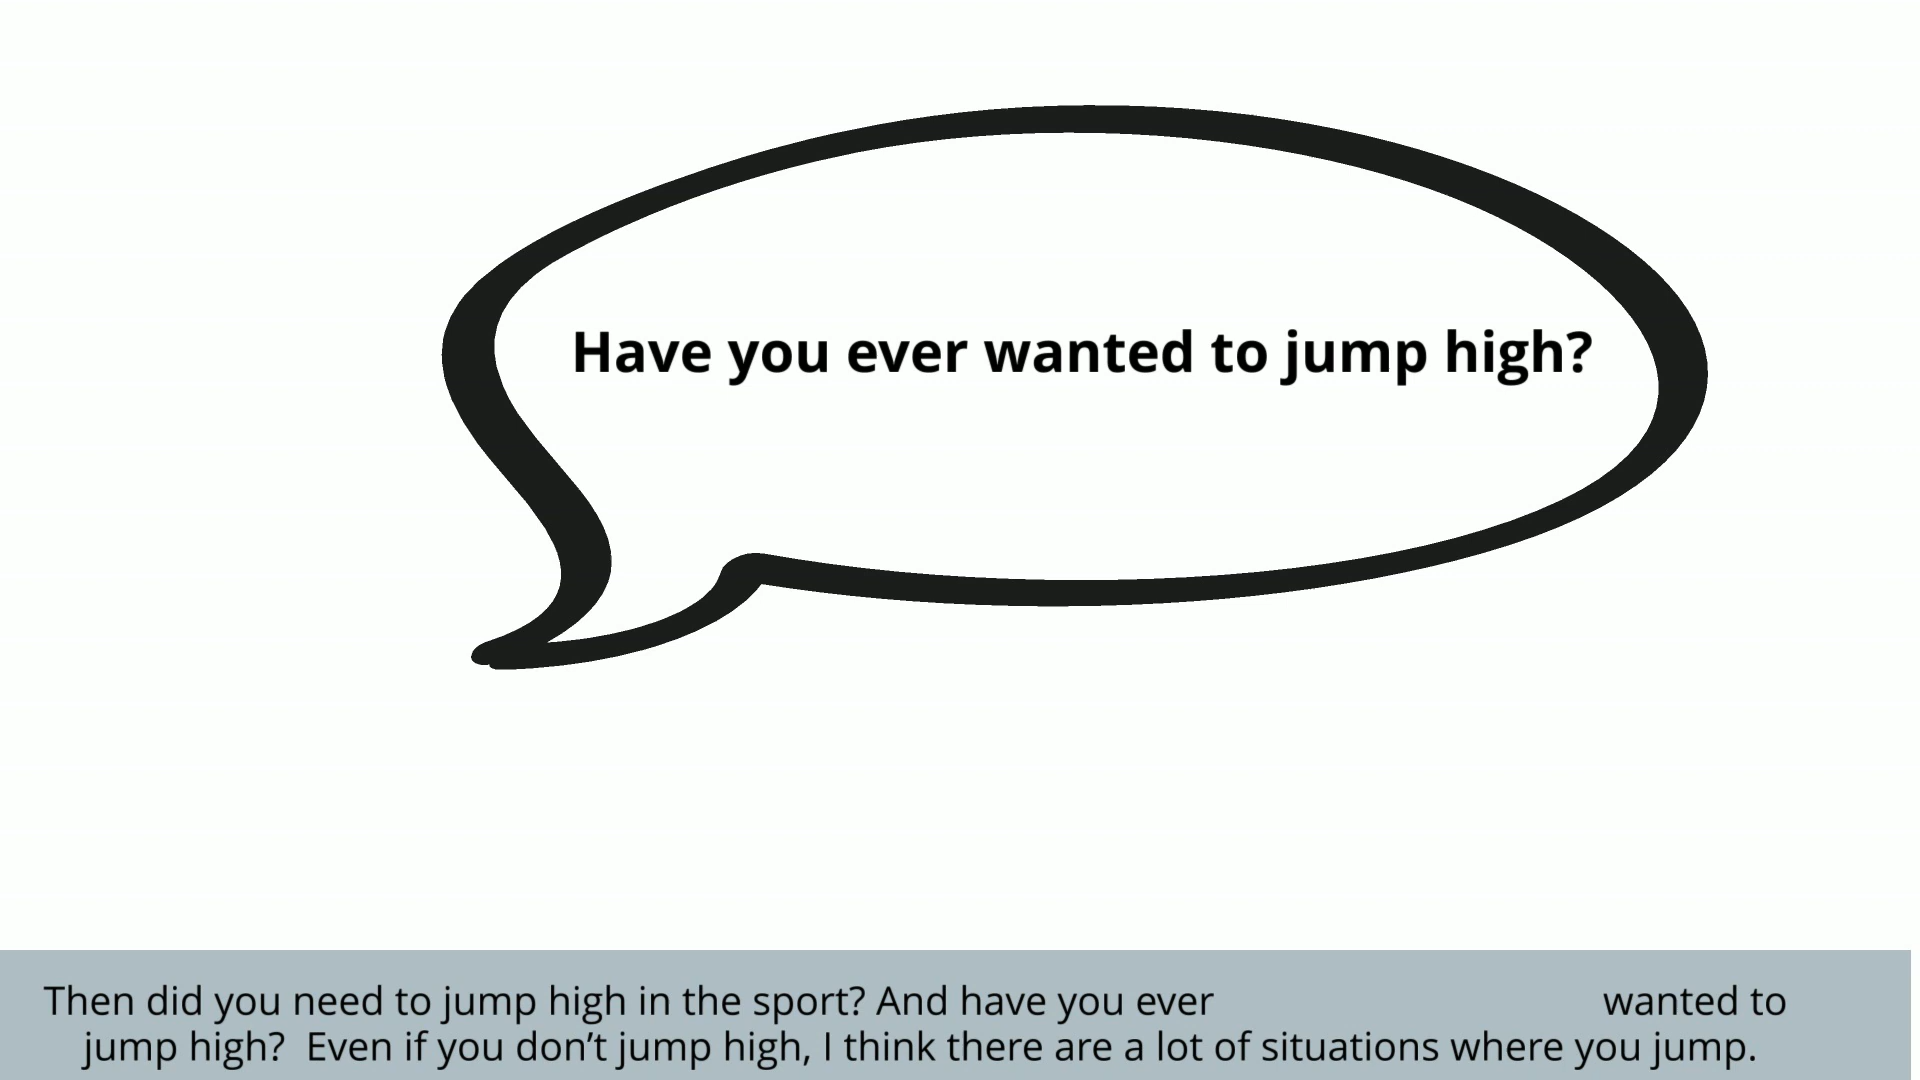 Have you ever wanted to jump high?
Then did you need to jump high in the sport? And have you ever wanted to
jump high?  Even if you don’t jump high, I think there are a lot of situations where you jump.